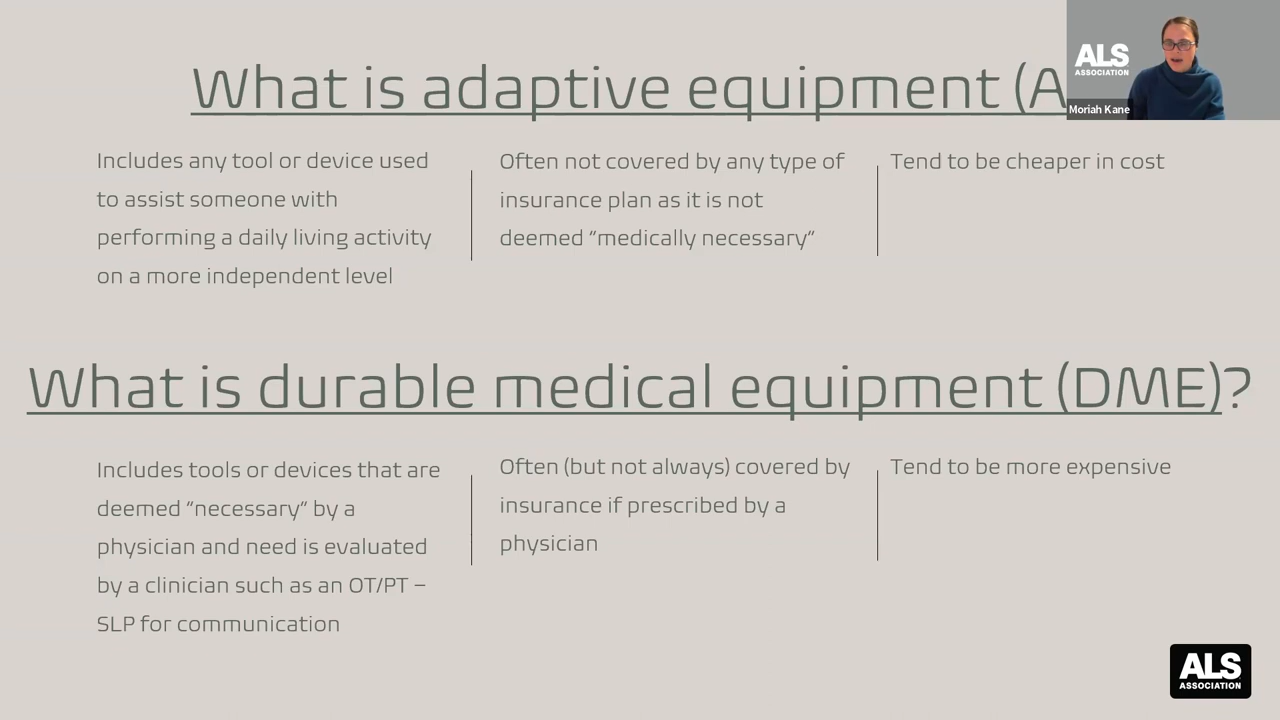 What is adaptive equipment (A
ALS
ASSOCIATION
Moriah Kane
Includes any tool or device used
to assist someone with
performing a daily living activity
on a more independent level
Often not covered by any type of
insurance plan as it is not
deemed “medically necessary”
Tend to be cheaper in cost
What is durable medical equipment (DME)?
Includes tools or devices that are
deemed “necessary” by a
physician and need is evaluated
by a clinician such as an OT/PT –
SLP for communication
Often (but not always) covered by
insurance if prescribed by a
physician
Tend to be more expensive
ALS
ASSOCIATION